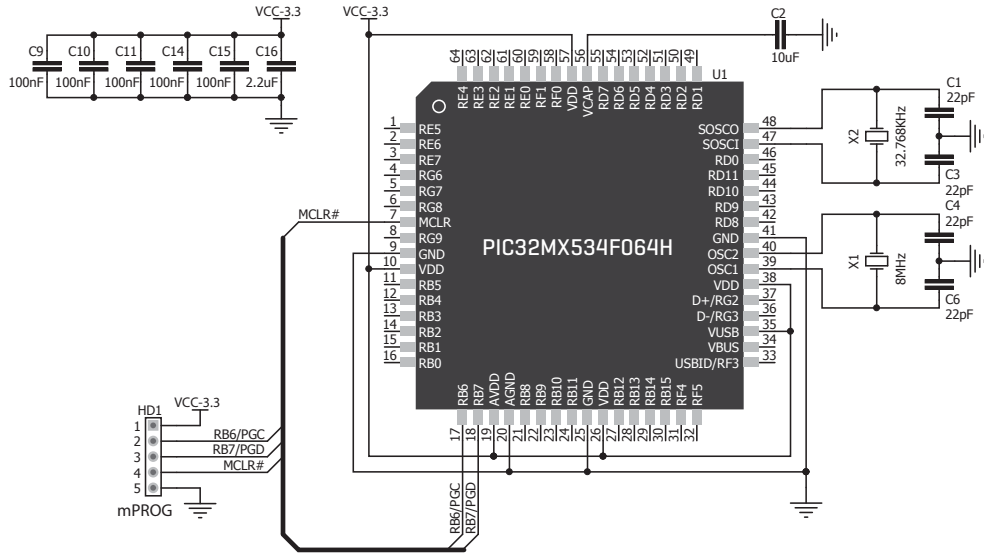 VCC-3.3
VCC-3.3
C9 C10 C11 C14 C15 C16
100nF 100nF 100nF 100nF 100nF 2.2uF
C2
10uF
U1
64 63 62 61 60 59 58 57 56 55 54 53 52 51 50 49
RE4 RE3 RE2 RE1 RE0 RF1 RF0 VDD VCAP RD7 RD6 RD5 RD4 RD3 RD2 RD1
1 RE5
2 RE6
3 RE7
4 RG6
5 RG7
6 RG8
MCLR# 7 MCLR
8 RG9
9 GND
10 VDD
11 RB5
12 RB4
13 RB3
14 RB2
15 RB1
16 RB0
PIC32MX534F064H
SOSCO 48
SOSCI 47
RD0 46
RD11 45
RD10 44
RD9 43
RD8 42
GND 41
OSC2 40
OSC1 39
VDD 38
D+/RG2 37
D-/RG3 36
VUSB 35
VBUS 34
USBID/RF3 33
C1
22pF
X2
32.768KHz
C3
22pF
C4
22pF
X1
8MHz
C6
22pF
RB6 RB7 AVDD AGND RB8 RB9 RB10 RB11 GND VDD RB12 RB13 RB14 RB15 RF4 RF5
17 18 19 20 21 22 23 24 25 26 27 28 29 30 31 32
VCC-3.3
HD1
1
2 RB6/PGC
3 RB7/PGD
4 MCLR#
5
mPROG
RB6/PGC
RB7/PGD